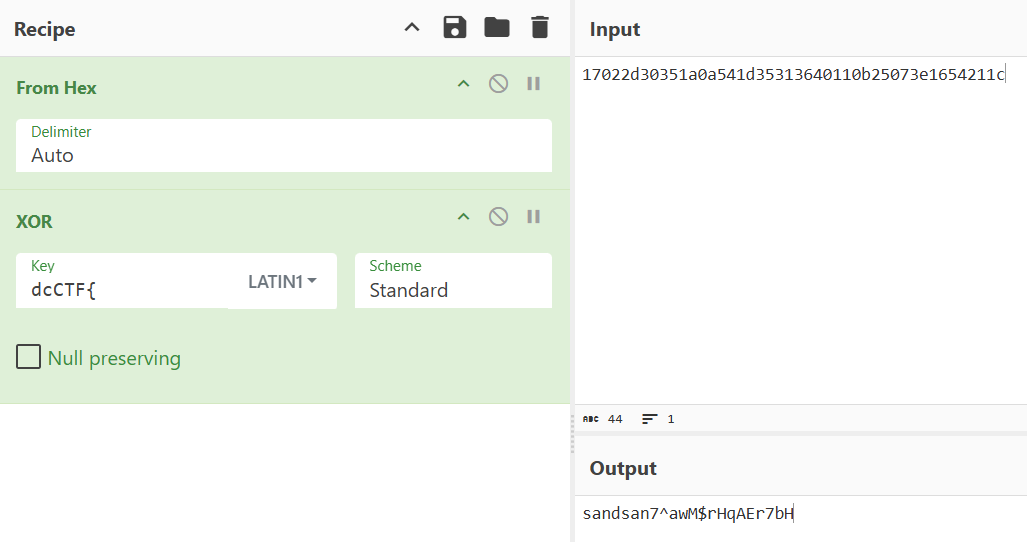 Recipe
From Hex
Delimiter
Auto
XOR
Key
dcCTF{
LATIN1
Scheme
Standard
Null preserving
Input
17022d30351a0a541d35313640110b25073e1654211c
ABC 44 1
Output
sandsan7^awM$rHqAEr7bH